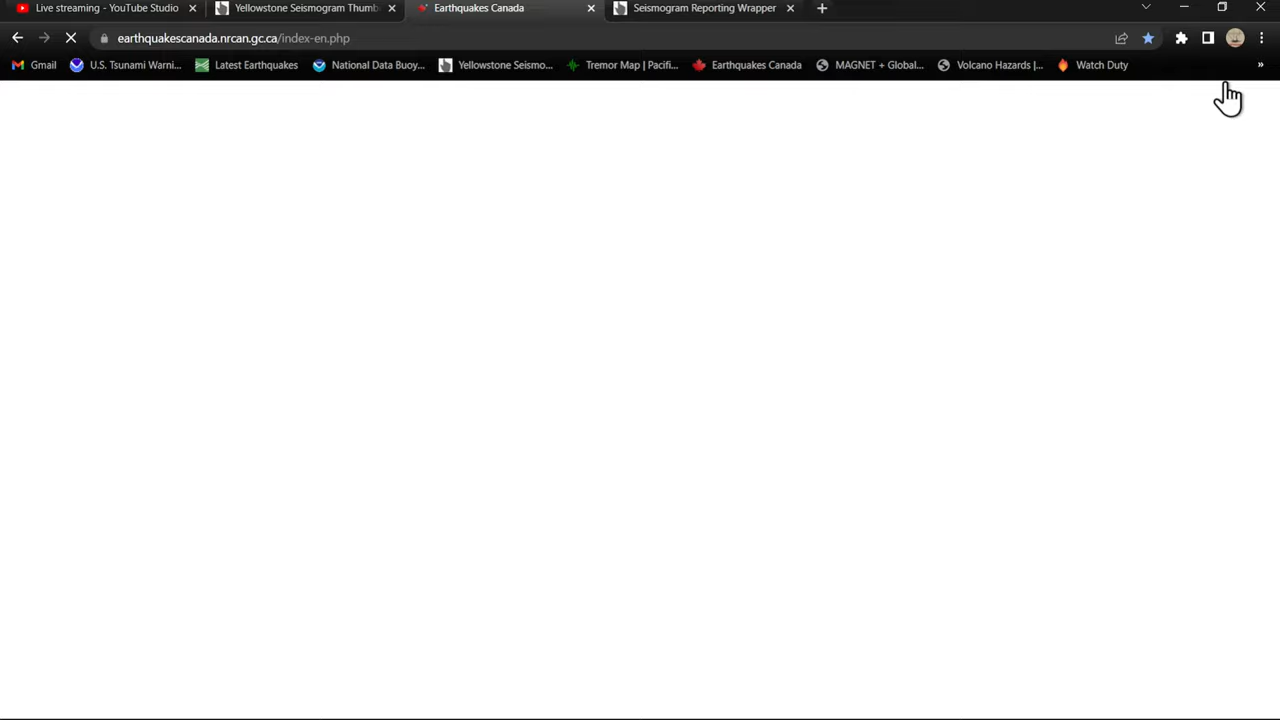 Live streaming - YouTube Studio
Yellowstone Seismogram Thumb
Earthquakes Canada
Seismogram Reporting Wrapper
earthquakescanada.nrcan.gc.ca/index-en.php
Gmail
U.S. Tsunami Warni...
Latest Earthquakes
National Data Buoy...
Yellowstone Seismo...
Tremor Map | Pacifi...
Earthquakes Canada
MAGNET + Global...
Volcano Hazards |...
Watch Duty
»